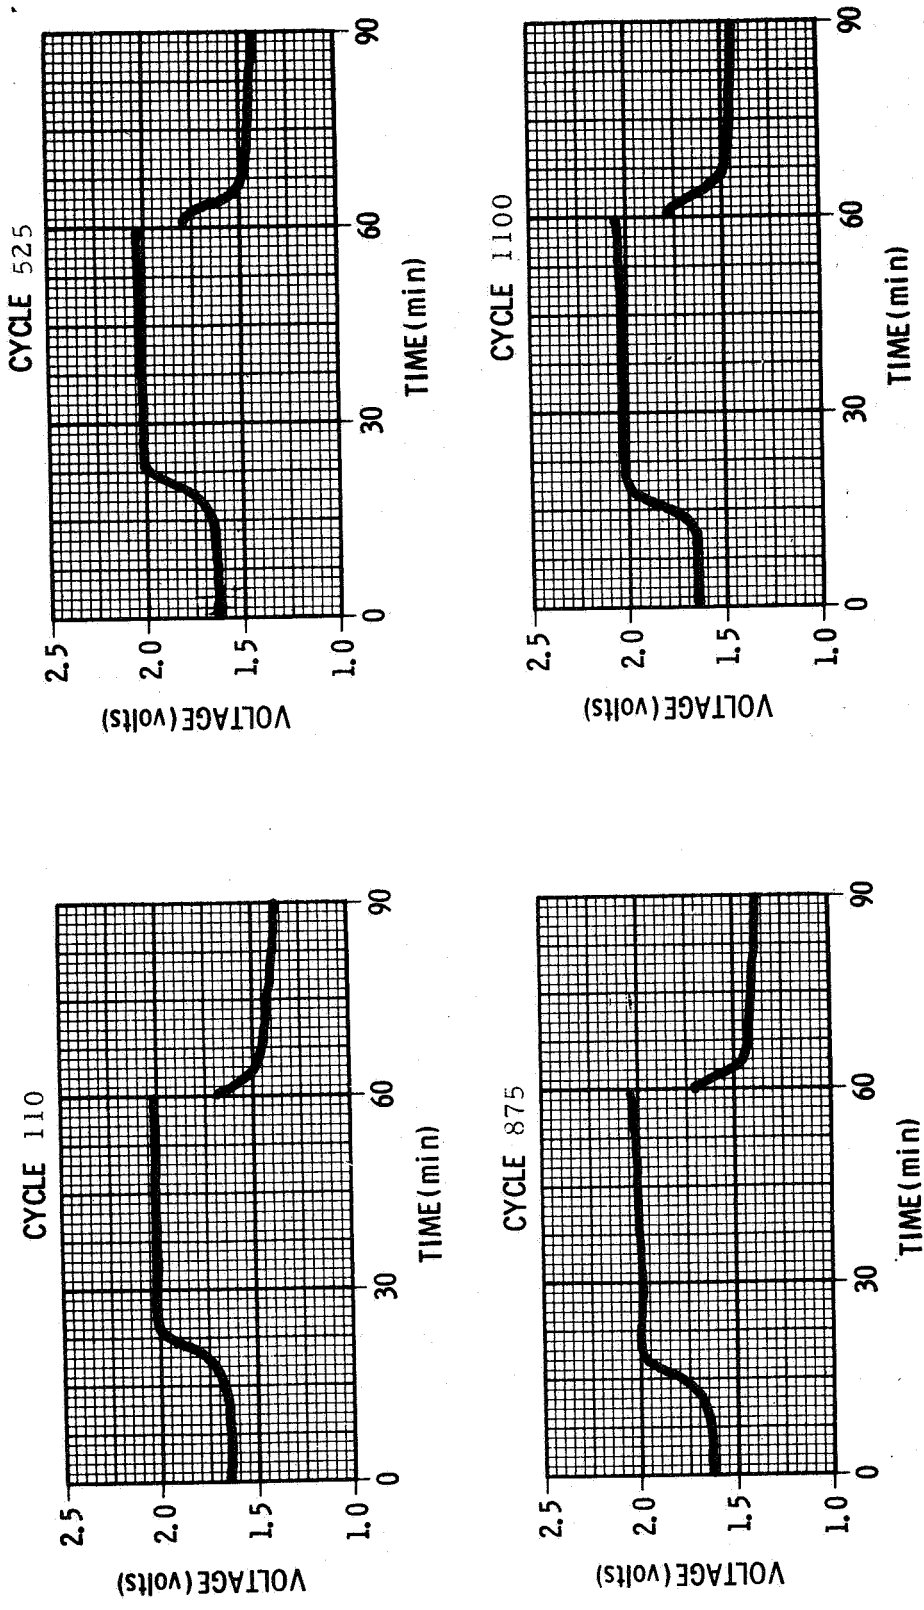 CYCLE 110
VOLTAGE (volts)
2.5
2.0
1.5
1.0
0
30
60
90
TIME (min)
CYCLE 525
VOLTAGE (volts)
2.5
2.0
1.5
1.0
0
30
60
90
TIME (min)
CYCLE 875
VOLTAGE (volts)
2.5
2.0
1.5
1.0
0
30
60
90
TIME (min)
CYCLE 1100
VOLTAGE (volts)
2.5
2.0
1.5
1.0
0
30
60
90
TIME (min)